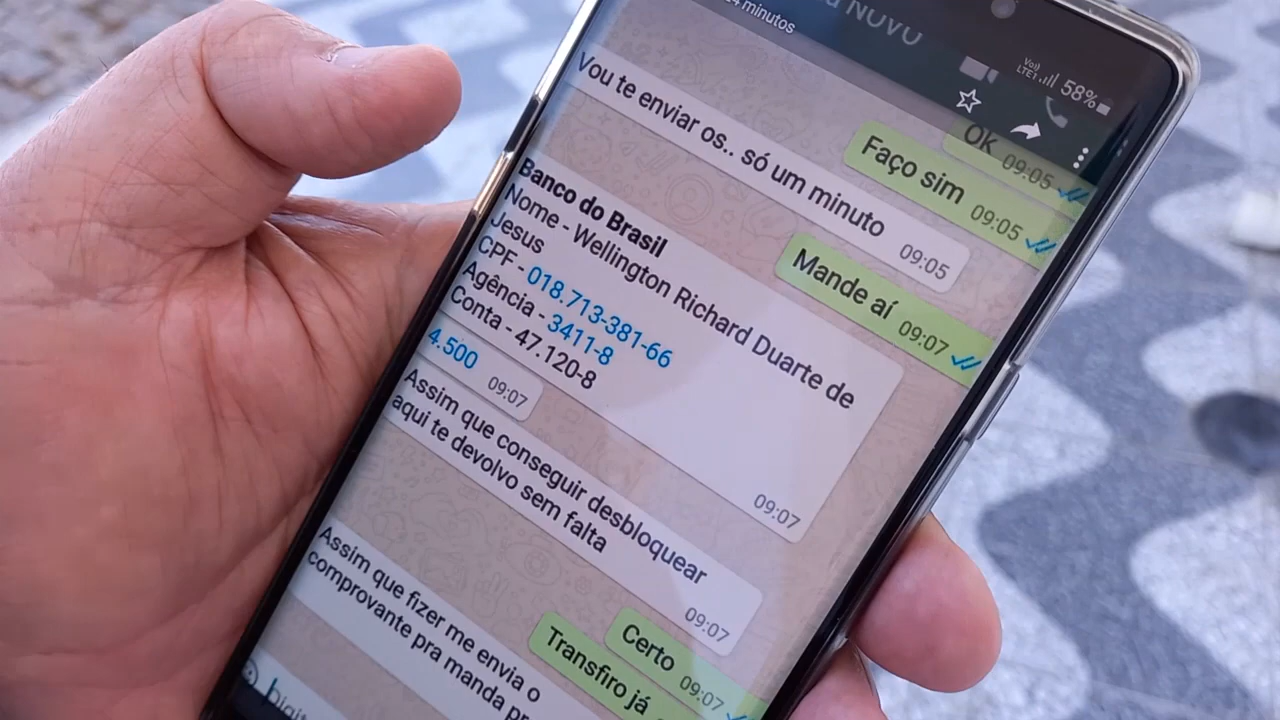 minutos
NOVO
58%
OK 09:05
Faço sim 09:05
Vou te enviar os.. só um minuto 09:05
Mande aí 09:07
Banco do Brasil
Nome - Wellington Richard Duarte de
Jesus
CPF - 018.713-381-66
Agência - 3411-8
Conta - 47.120-8
09:07
4.500 09:07
Assim que conseguir desbloquear
aqui te devolvo sem falta
09:07
Certo 09:07
Transfiro já
Assim que fizer me envia o
comprovante pra manda